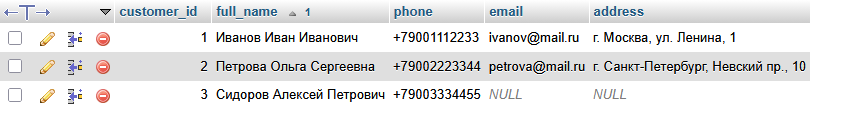 customer_id full_name 1 phone email address
1 Иванов Иван Иванович +79001112233 ivanov@mail.ru г. Москва, ул. Ленина, 1
2 Петрова Ольга Сергеевна +79002223344 petrova@mail.ru г. Санкт-Петербург, Невский пр., 10
3 Сидоров Алексей Петрович +79003334455 NULL NULL